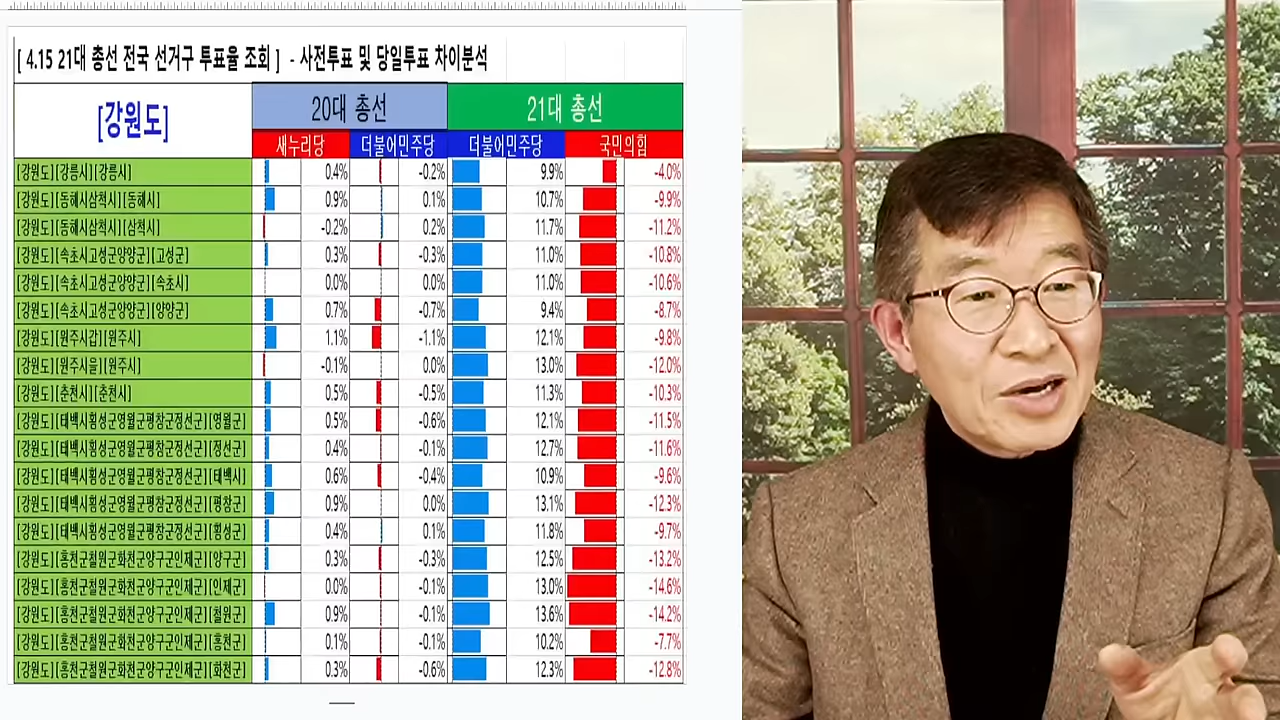 [ 4.15 21대 총선 전국 선거구 투표율 조회 ] - 사전투표 및 당일투표 차이분석
[강원도] 20대 총선 21대 총선
새누리당 더불어민주당 더불어민주당 국민의힘
[강원도][강릉시][강릉시] 0.4% -0.2% 9.9% -4.0%
[강원도][동해시삼척시][동해시] 0.9% 0.1% 10.7% -9.9%
[강원도][동해시삼척시][삼척시] -0.2% 0.2% 11.7% -11.2%
[강원도][속초시고성군양양군][고성군] 0.3% -0.3% 11.0% -10.8%
[강원도][속초시고성군양양군][속초시] 0.0% 0.0% 11.0% -10.6%
[강원도][속초시고성군양양군][양양군] 0.7% -0.7% 9.4% -8.7%
[강원도][원주시갑][원주시] 1.1% -1.1% 12.1% -9.8%
[강원도][원주시을][원주시] -0.1% 0.0% 13.0% -12.0%
[강원도][춘천시][춘천시] 0.5% -0.5% 11.3% -10.3%
[강원도][태백시횡성군영월군평창군정선군][영월군] 0.5% -0.6% 12.1% -11.5%
[강원도][태백시횡성군영월군평창군정선군][정선군] 0.4% -0.1% 12.7% -11.6%
[강원도][태백시횡성군영월군평창군정선군][태백시] 0.6% -0.4% 10.9% -9.6%
[강원도][태백시횡성군영월군평창군정선군][평창군] 0.9% 0.0% 13.1% -12.3%
[강원도][태백시횡성군영월군평창군정선군][횡성군] 0.4% 0.1% 11.8% -9.7%
[강원도][홍천군철원군화천군양구군인제군][양구군] 0.3% -0.3% 12.5% -13.2%
[강원도][홍천군철원군화천군양구군인제군][인제군] 0.0% -0.1% 13.0% -14.6%
[강원도][홍천군철원군화천군양구군인제군][철원군] 0.9% -0.1% 13.6% -14.2%
[강원도][홍천군철원군화천군양구군인제군][홍천군] 0.1% -0.1% 10.2% -7.7%
[강원도][홍천군철원군화천군양구군인제군][화천군] 0.3% -0.6% 12.3% -12.8%